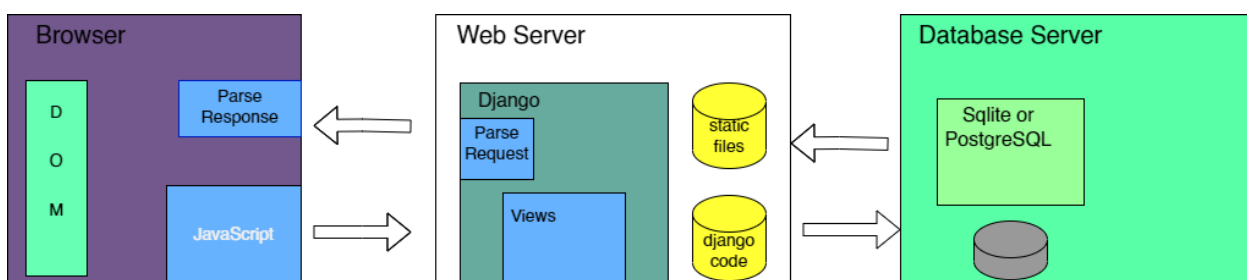 Browser
D
O
M
Parse
Response
JavaScript
Web Server
Django
Parse
Request
Views
static
files
django
code
Database Server
Sqlite or
PostgreSQL